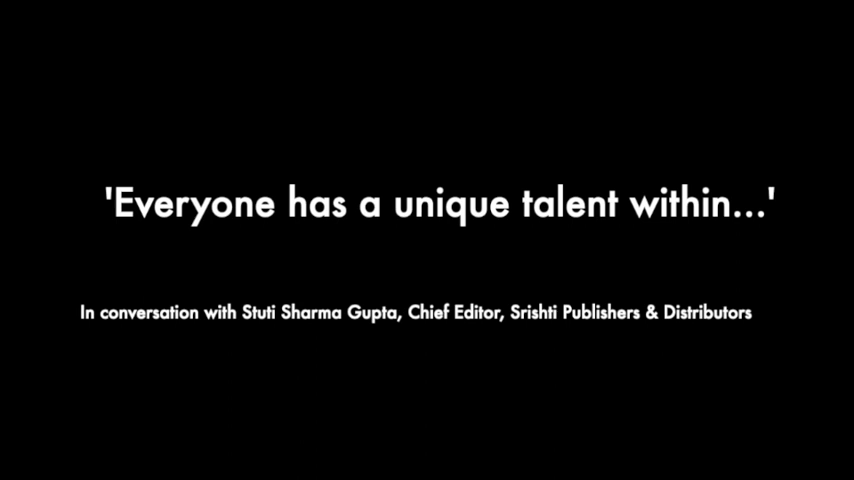 'Everyone has a unique talent within...'
In conversation with Stuti Sharma Gupta, Chief Editor, Srishti Publishers & Distributors